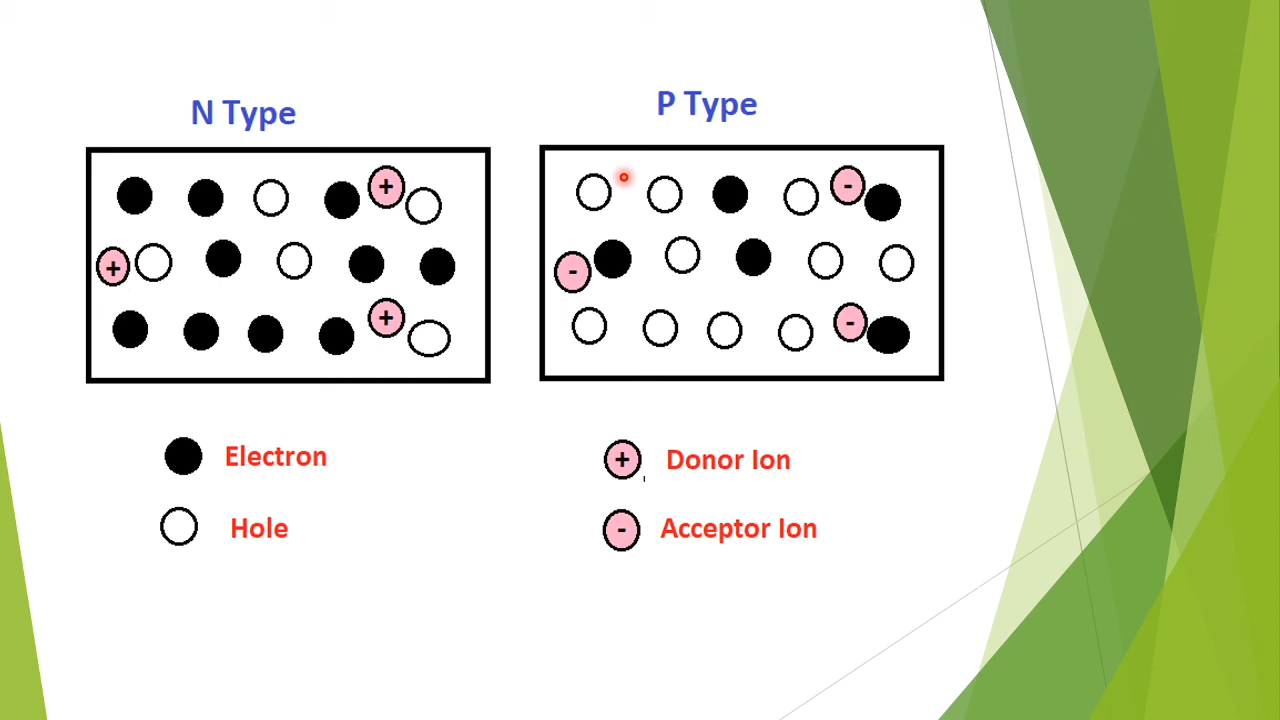 N Type
P Type
+
-
+
-
+
-
Electron
+ Donor Ion
Hole
- Acceptor Ion